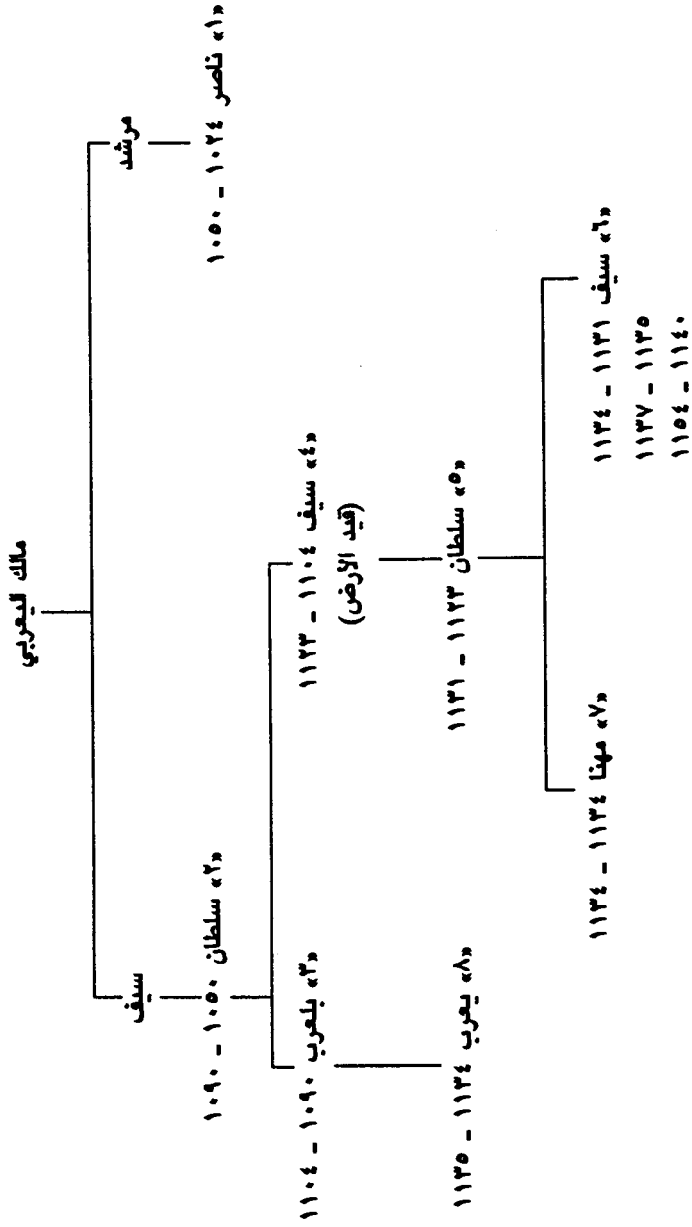 مالك اليعربي
مرشد
سيف
«١» ناصر ١٠٢٤ - ١٠٥٠
«٢» سلطان ١٠٥٠ - ١٠٩٠
«٤» سيف ١١٠٤ - ١١٢٣
(قيد الأرض)
«٣» بلعرب ١٠٩٠ - ١١٠٤
«٥» سلطان ١١٢٣ - ١١٣١
«٨» يعرب ١١٣٤ - ١١٣٥
«٦» سيف ١١٣١ - ١١٣٤
١١٣٥ - ١١٣٧
١١٤٠ - ١١٥٤
«٧» مهنا ١١٣٤ - ١١٣٤